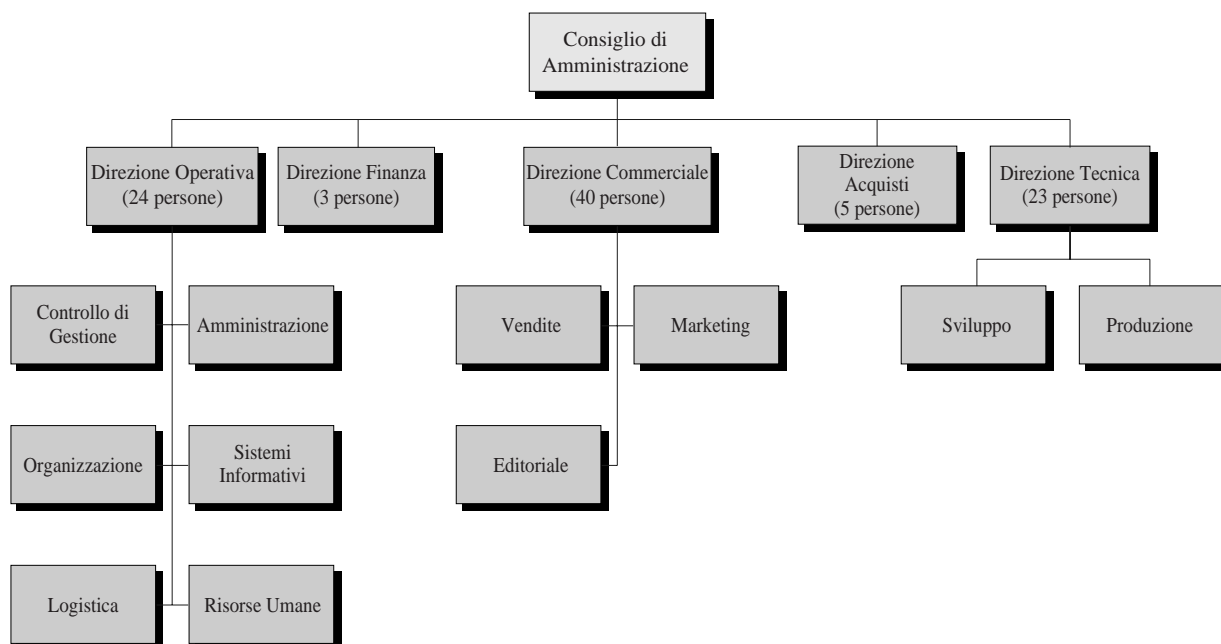 Consiglio di
Amministrazione
Direzione Operativa
(24 persone)
Direzione Finanza
(3 persone)
Direzione Commerciale
(40 persone)
Direzione
Acquisti
(5 persone)
Direzione Tecnica
(23 persone)
Controllo di
Gestione
Amministrazione
Vendite
Marketing
Sviluppo
Produzione
Organizzazione
Sistemi
Informativi
Editoriale
Logistica
Risorse Umane